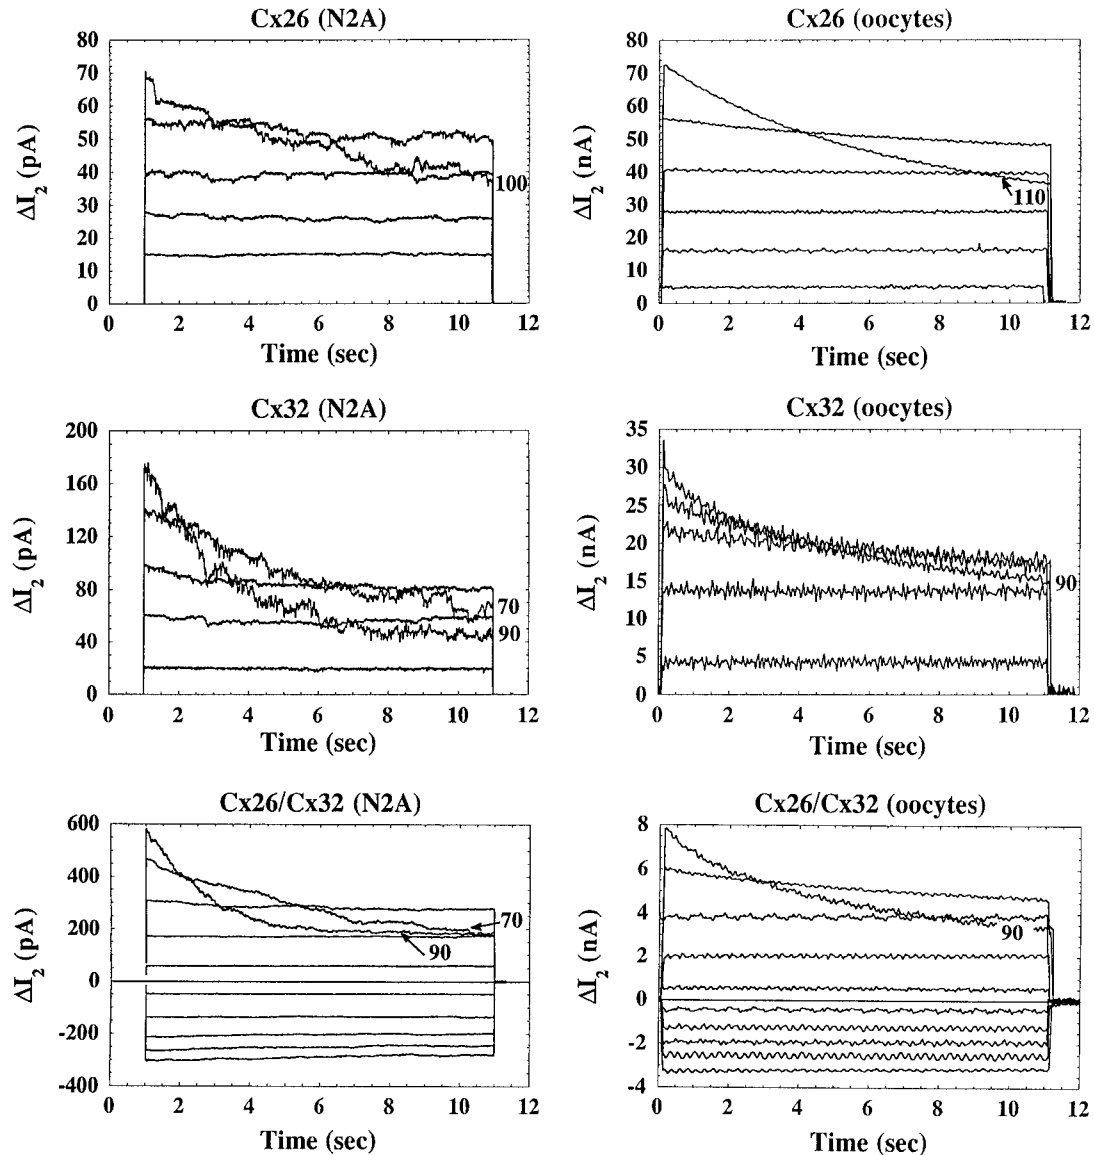 Cx26 (N2A)
80
70
60
50
40
30
20
10
0
ΔI₂ (pA)
100
0 2 4 6 8 10 12
Time (sec)
Cx26 (oocytes)
80
70
60
50
40
30
20
10
0
ΔI₂ (nA)
110
0 2 4 6 8 10 12
Time (sec)
Cx32 (N2A)
200
160
120
80
40
0
ΔI₂ (pA)
70
90
0 2 4 6 8 10 12
Time (sec)
Cx32 (oocytes)
35
30
25
20
15
10
5
0
ΔI₂ (nA)
90
0 2 4 6 8 10 12
Time (sec)
Cx26/Cx32 (N2A)
600
400
200
0
-200
-400
ΔI₂ (pA)
70
90
0 2 4 6 8 10 12
Time (sec)
Cx26/Cx32 (oocytes)
8
6
4
2
0
-2
-4
ΔI₂ (nA)
90
0 2 4 6 8 10 12
Time (sec)